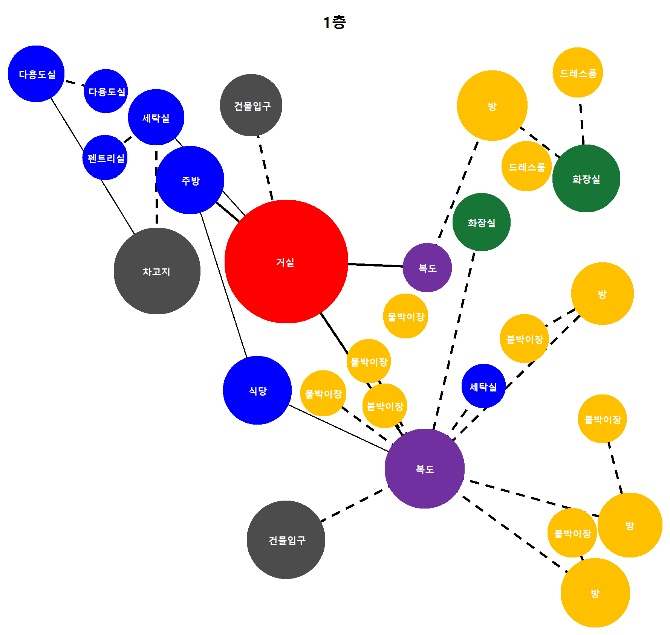 1층
다용도실
드레스룸
다용도실
건물입구
방
세탁실
펜트리실
드레스룸
주방
화장실
화장실
거실
복도
차고지
방
붙박이장
붙박이장
붙박이장
세탁실
식당
붙박이장
붙박이장
붙박이장
복도
방
붙박이장
건물입구
방